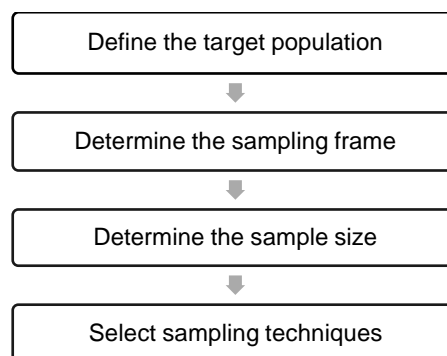 Define the target population
Determine the sampling frame
Determine the sample size
Select sampling techniques